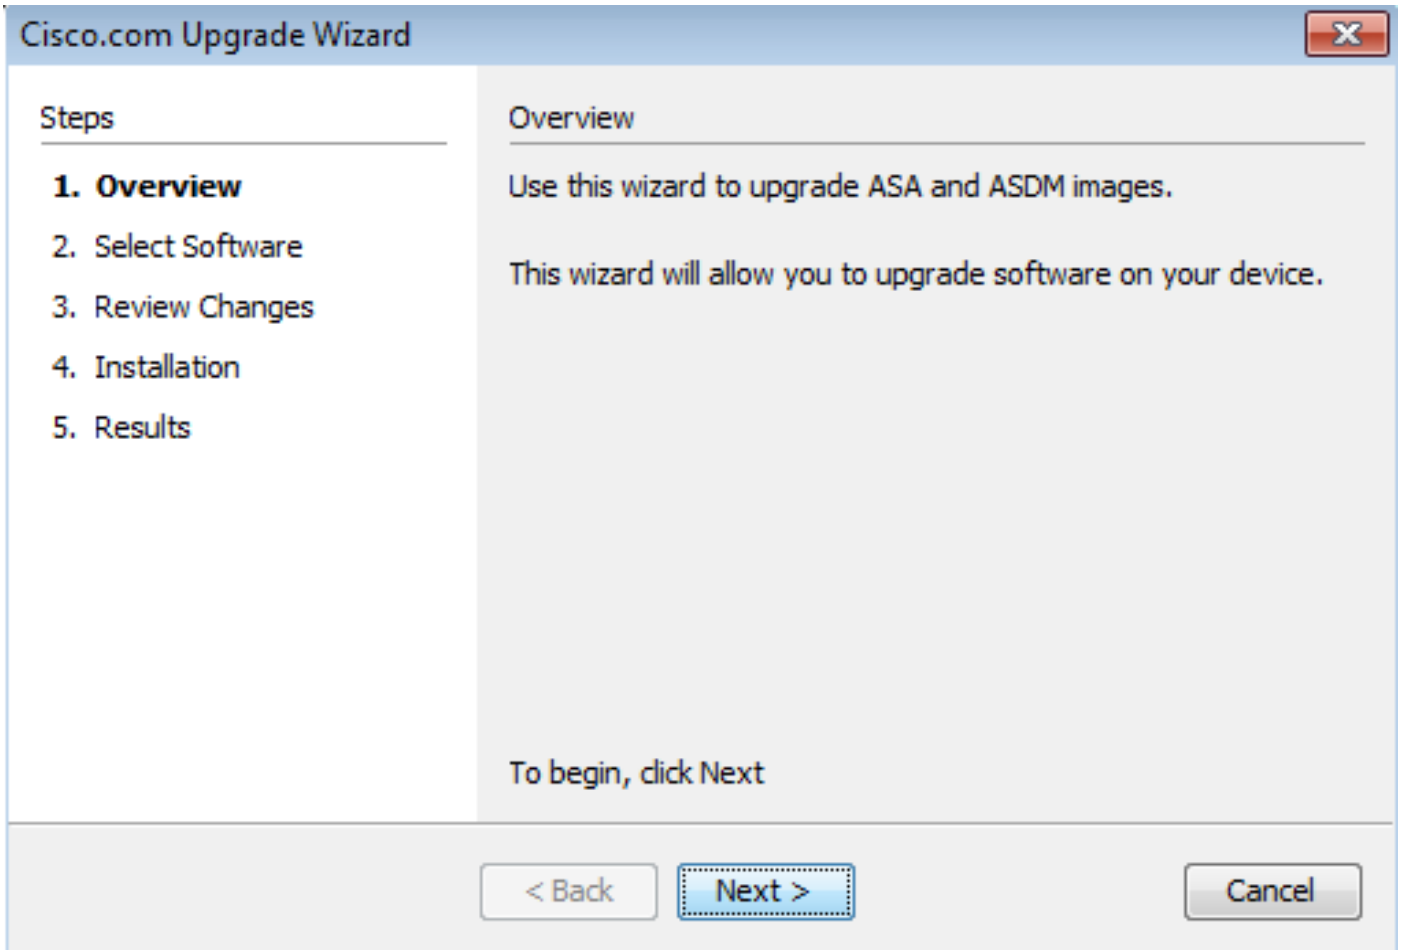 Cisco.com Upgrade Wizard
Steps
1. Overview
2. Select Software
3. Review Changes
4. Installation
5. Results
Overview
Use this wizard to upgrade ASA and ASDM images.
This wizard will allow you to upgrade software on your device.
To begin, click Next
< Back
Next >
Cancel